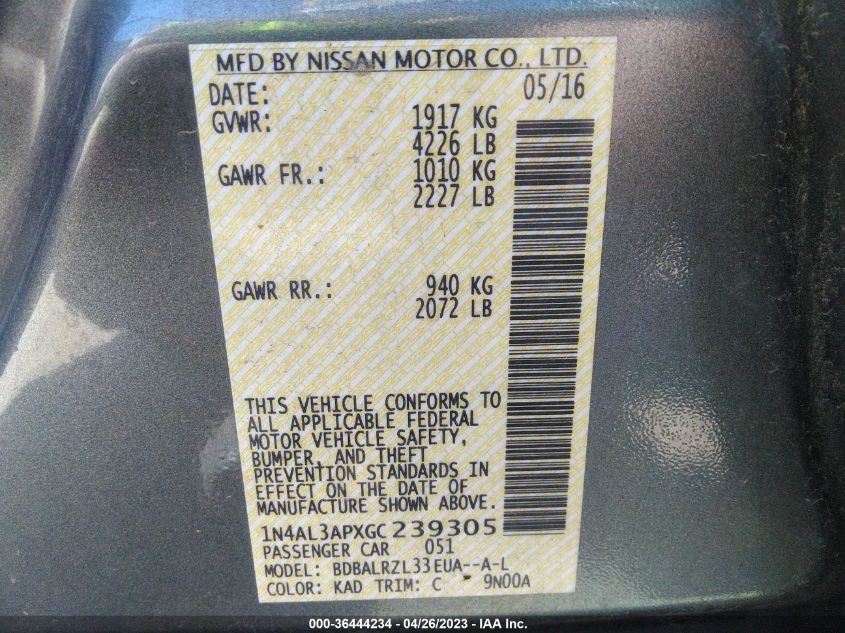 MFD BY NISSAN MOTOR CO., LTD.
DATE: 05/16
GVWR: 1917 KG
4226 LB
GAWR FR.: 1010 KG
2227 LB
GAWR RR.: 940 KG
2072 LB
THIS VEHICLE CONFORMS TO
ALL APPLICABLE FEDERAL
MOTOR VEHICLE SAFETY,
BUMPER, AND THEFT
PREVENTION STANDARDS IN
EFFECT ON THE DATE OF
MANUFACTURE SHOWN ABOVE.
1N4AL3APXGC239305
PASSENGER CAR 051
MODEL: BDBALRZL33EUA--A-L
COLOR: KAD TRIM: C 9N00A
000-36444234 - 04/26/2023 - IAA Inc.